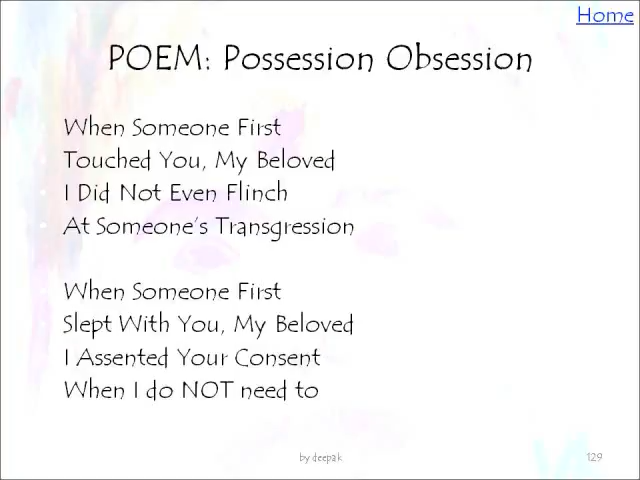 Home
POEM: Possession Obsession
When Someone First
Touched You, My Beloved
I Did Not Even Flinch
At Someone's Transgression
When Someone First
Slept With You, My Beloved
I Assented Your Consent
When I do NOT need to
by deepak
129